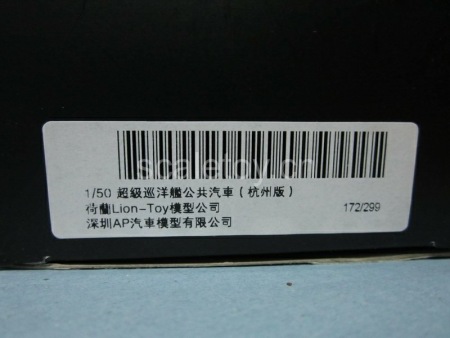 scaletoy.cn
1/50 超級巡洋艦公共汽車（杭州版）
荷蘭Lion-Toy模型公司
172/299
深圳AP汽車模型有限公司